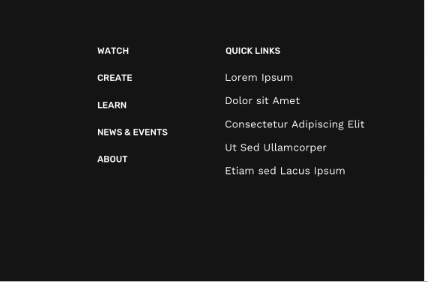 WATCH
CREATE
LEARN
NEWS & EVENTS
ABOUT
QUICK LINKS
Lorem Ipsum
Dolor sit Amet
Consectetur Adipiscing Elit
Ut Sed Ullamcorper
Etiam sed Lacus Ipsum